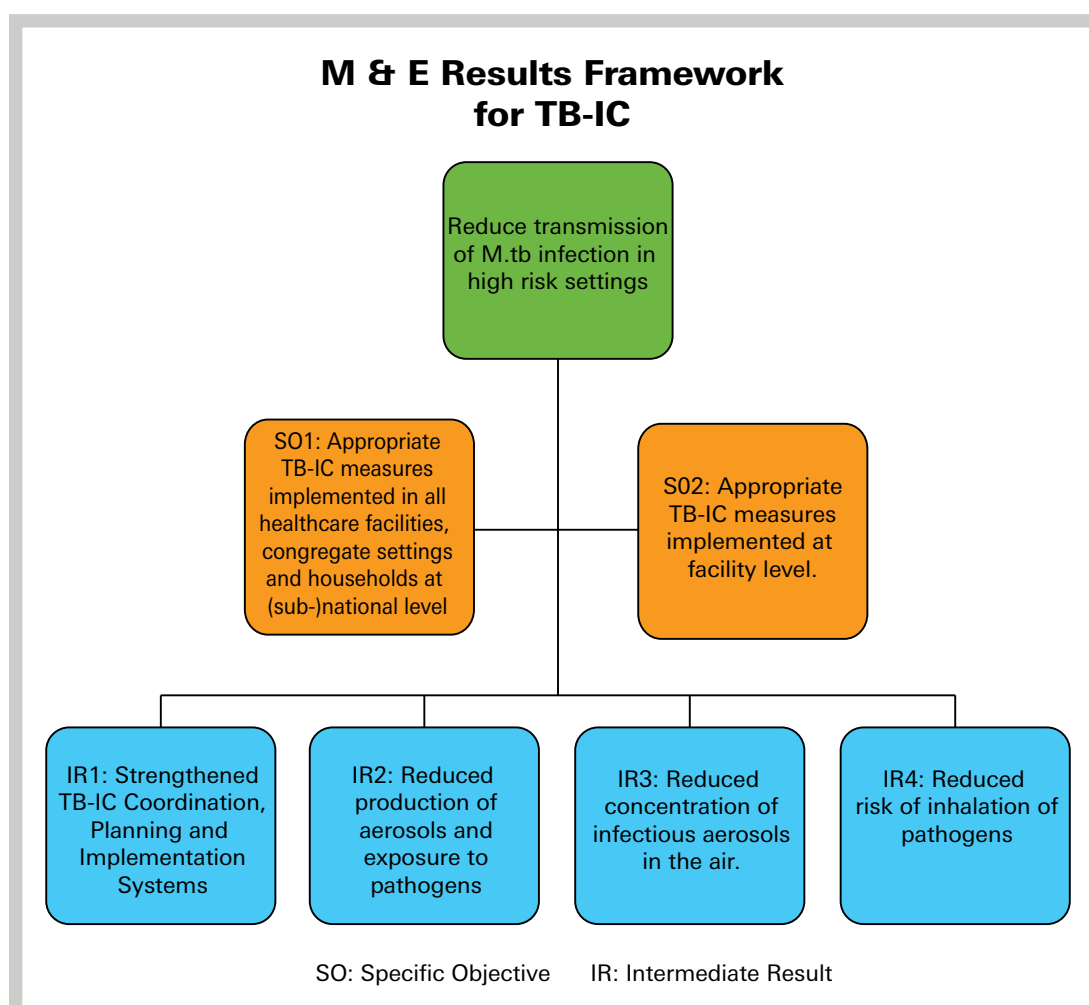 M & E Results Framework
for TB-IC
Reduce transmission
of M.tb infection in
high risk settings
SO1: Appropriate
TB-IC measures
implemented in all
healthcare facilities,
congregate settings
and households at
(sub-)national level
S02: Appropriate
TB-IC measures
implemented at
facility level.
IR1: Strengthened
TB-IC Coordination,
Planning and
Implementation
Systems
IR2: Reduced
production of
aerosols and
exposure to
pathogens
IR3: Reduced
concentration of
infectious aerosols
in the air.
IR4: Reduced
risk of inhalation of
pathogens
SO: Specific Objective IR: Intermediate Result